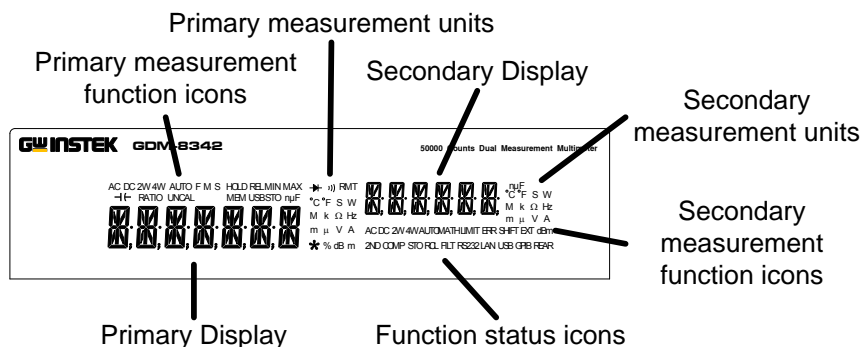 Primary measurement units
Primary measurement function icons
Secondary Display
Secondary measurement units
GW INSTEK GDM-8342
50000 Counts Dual Measurement Multimeter
AC DC 2W 4W AUTO F M S HOLD REL MIN MAX
RATIO UNCAL MEM USB STO nμF
RMT
°C °F S W
M k Ω Hz
m μ V A
% dB m
nμF
°C °F S W
M k Ω Hz
m μ V A
AC DC 2W 4W AUTO MATH LIMIT ERR SHIFT EXT dBm
2ND COMP STO RCL FILT RS232 LAN USB GPIB REAR
Secondary measurement function icons
Primary Display
Function status icons